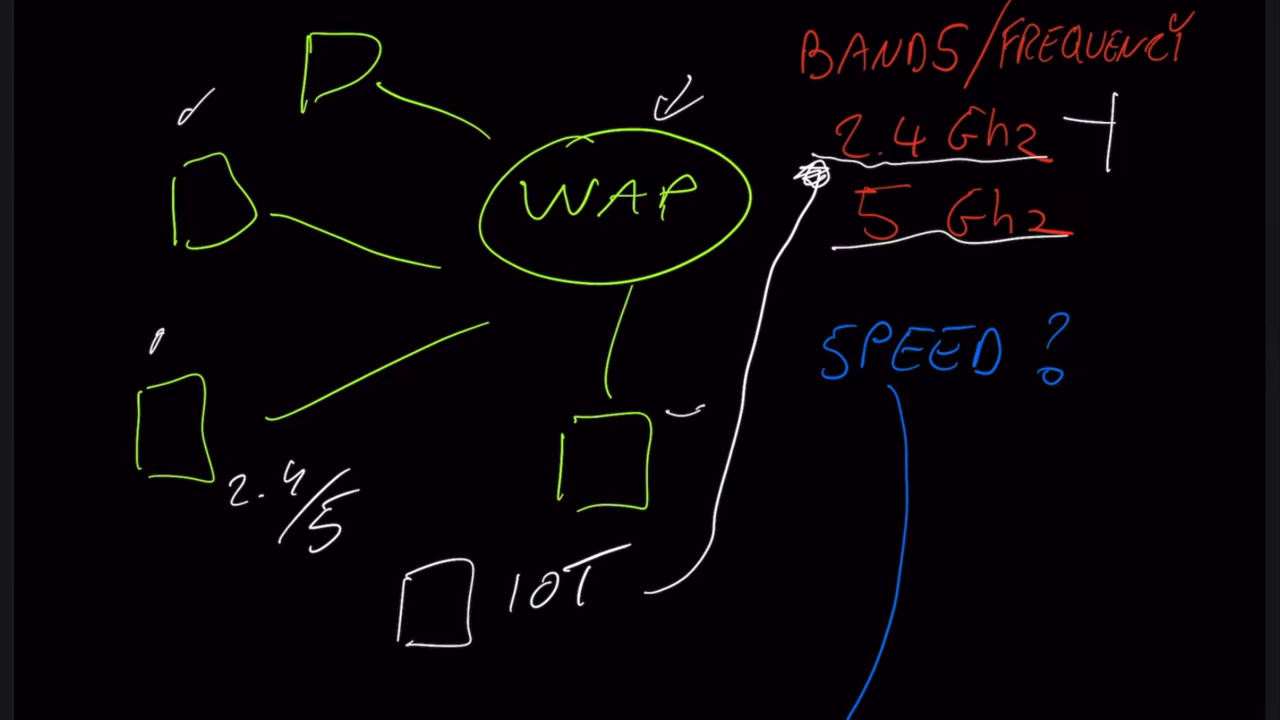 BANDS/FREQUENCY
2.4 Ghz
WAP
5 Ghz
SPEED ?
2.4/5
IOT